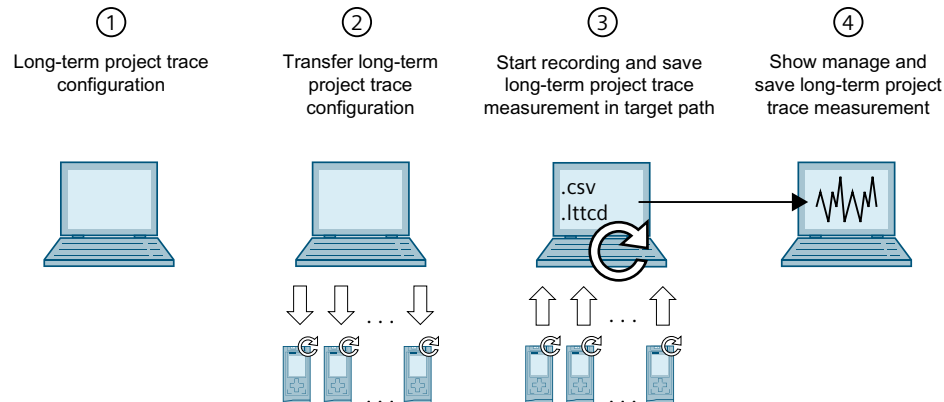 1
Long-term project trace
configuration
2
Transfer long-term
project trace
configuration
. . .
. . .
3
Start recording and save
long-term project trace
measurement in target path
.csv
.lttcd
. . .
. . .
4
Show manage and
save long-term project
trace measurement